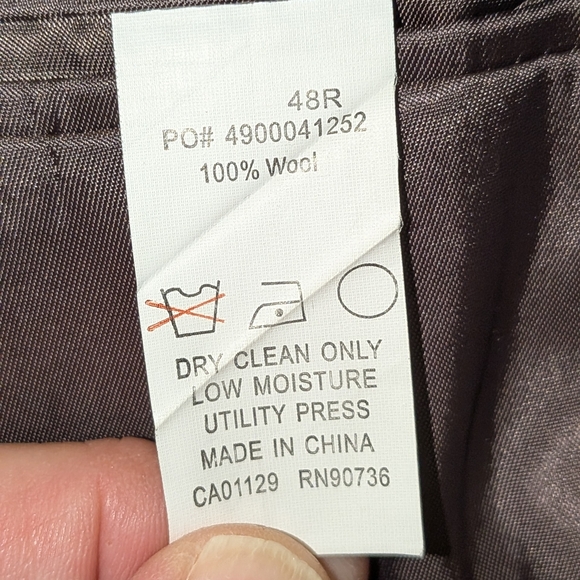 48R
PO# 4900041252
100% Wool
DRY CLEAN ONLY
LOW MOISTURE
UTILITY PRESS
MADE IN CHINA
CA01129 RN90736